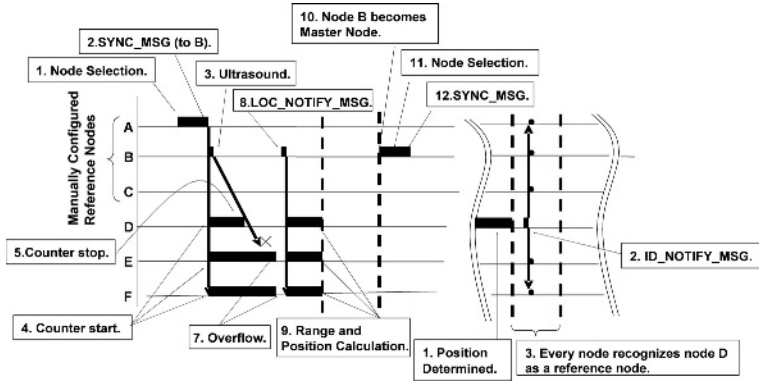 10. Node B becomes
Master Node.
2.SYNC_MSG (to B).
11. Node Selection.
1. Node Selection.
3. Ultrasound.
8.LOC_NOTIFY_MSG.
12.SYNC_MSG.
Manually Configured
Reference Nodes
A
B
C
D
E
F
5.Counter stop.
2. ID_NOTIFY_MSG.
4. Counter start.
7. Overflow.
9. Range and
Position Calculation.
1. Position
Determined.
3. Every node recognizes node D
as a reference node.